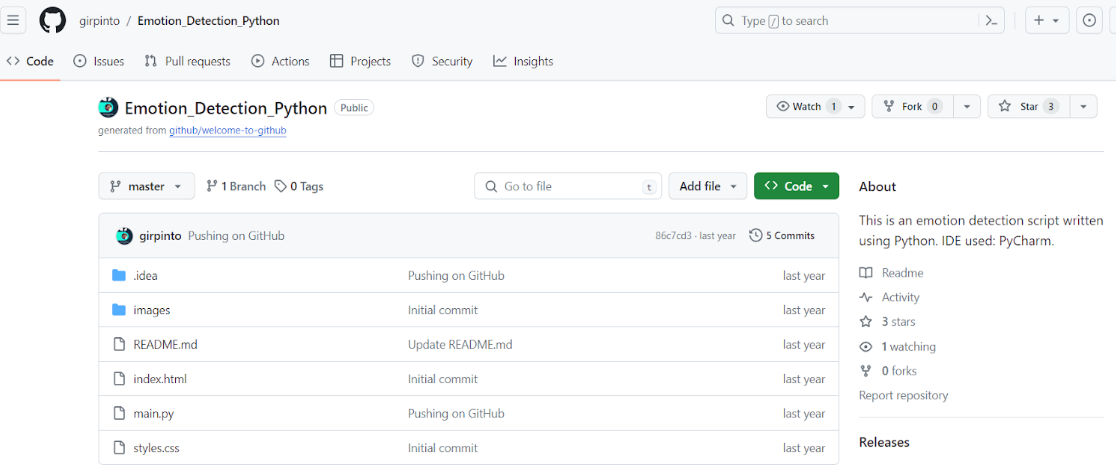 girpinto / Emotion_Detection_Python Type / to search
Code Issues Pull requests Actions Projects Security Insights
Emotion_Detection_Python Public Watch 1 Fork 0 Star 3
generated from github/welcome-to-github
master 1 Branch 0 Tags Go to file t Add file Code
About
This is an emotion detection script written
using Python. IDE used: PyCharm.
girpinto Pushing on GitHub 86c7cd3 · last year 5 Commits
.idea Pushing on GitHub last year
images Initial commit last year
README.md Update README.md last year
index.html Initial commit last year
main.py Pushing on GitHub last year
styles.css Initial commit last year
Readme
Activity
3 stars
1 watching
0 forks
Report repository
Releases